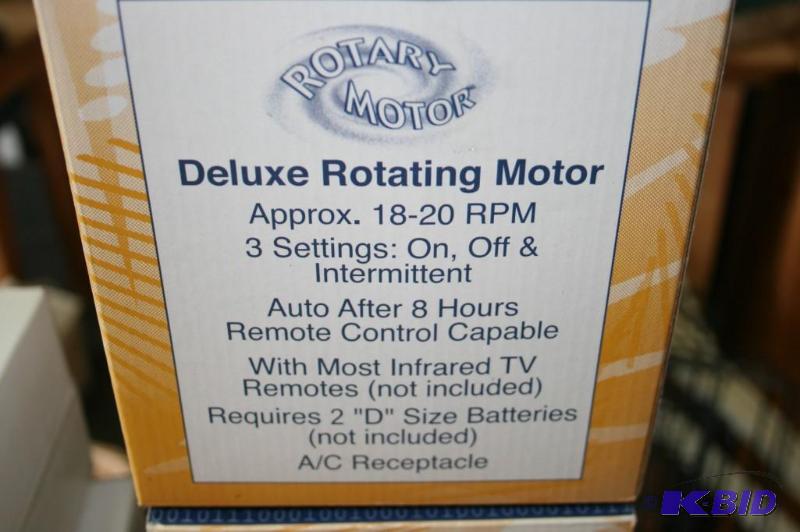 ROTARY
MOTOR
Deluxe Rotating Motor
Approx. 18-20 RPM
3 Settings: On, Off &
Intermittent
Auto After 8 Hours
Remote Control Capable
With Most Infrared TV
Remotes (not included)
Requires 2 "D" Size Batteries
(not included)
A/C Receptacle
K-BID